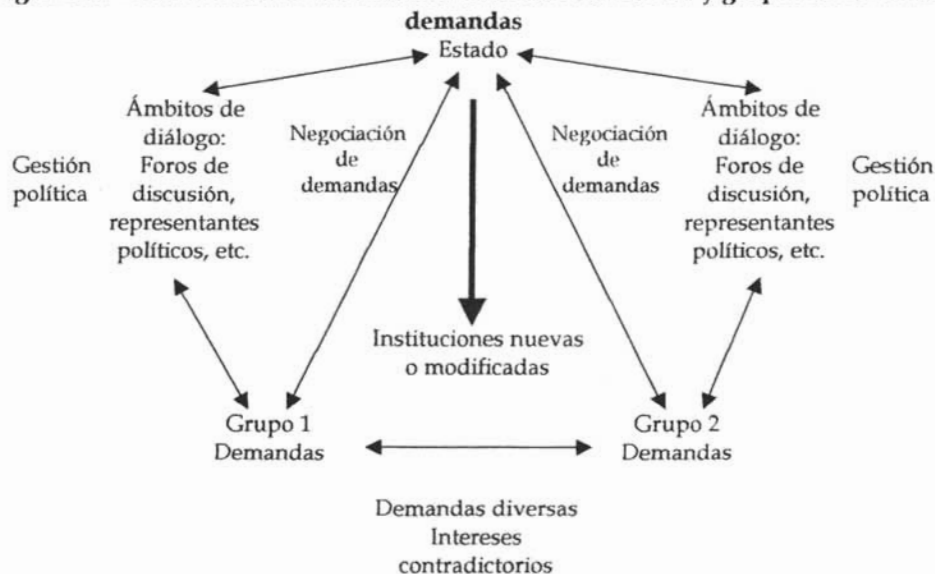 demandas
Estado
Ámbitos de
diálogo:
Foros de
discusión,
representantes
políticos, etc.
Gestión
política
Negociación
de
demandas
Negociación
de
demandas
Ámbitos de
diálogo:
Foros de
discusión,
representantes
políticos, etc.
Gestión
política
Instituciones nuevas
o modificadas
Grupo 1
Demandas
Grupo 2
Demandas
Demandas diversas
Intereses
contradictorios